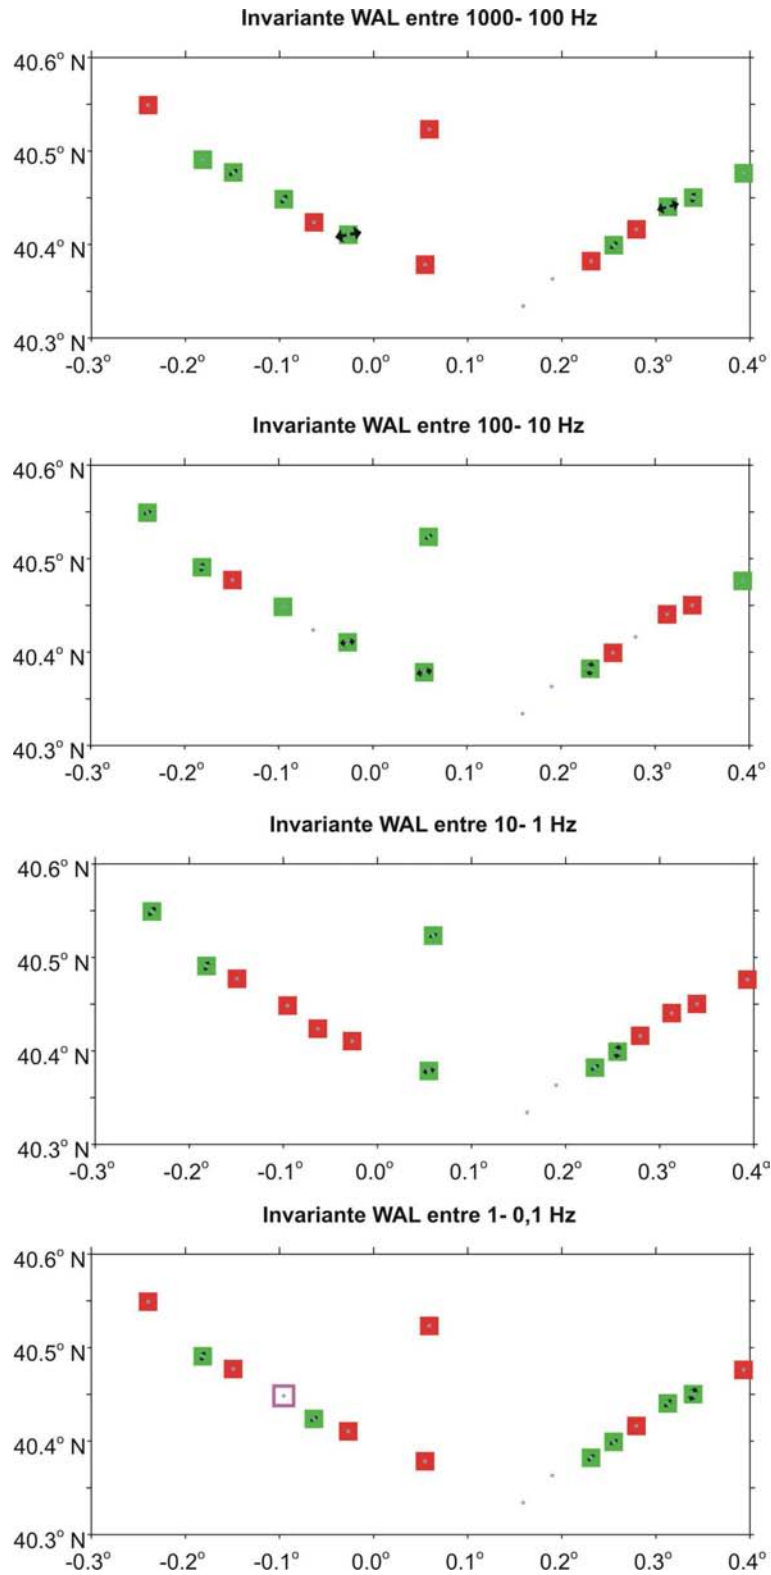 Invariante WAL entre 1000- 100 Hz
40.6° N
40.5° N
40.4° N
40.3° N
-0.3° -0.2° -0.1° 0.0° 0.1° 0.2° 0.3° 0.4°
Invariante WAL entre 100- 10 Hz
40.6° N
40.5° N
40.4° N
40.3° N
-0.3° -0.2° -0.1° 0.0° 0.1° 0.2° 0.3° 0.4°
Invariante WAL entre 10- 1 Hz
40.6° N
40.5° N
40.4° N
40.3° N
-0.3° -0.2° -0.1° 0.0° 0.1° 0.2° 0.3° 0.4°
Invariante WAL entre 1- 0,1 Hz
40.6° N
40.5° N
40.4° N
40.3° N
-0.3° -0.2° -0.1° 0.0° 0.1° 0.2° 0.3° 0.4°